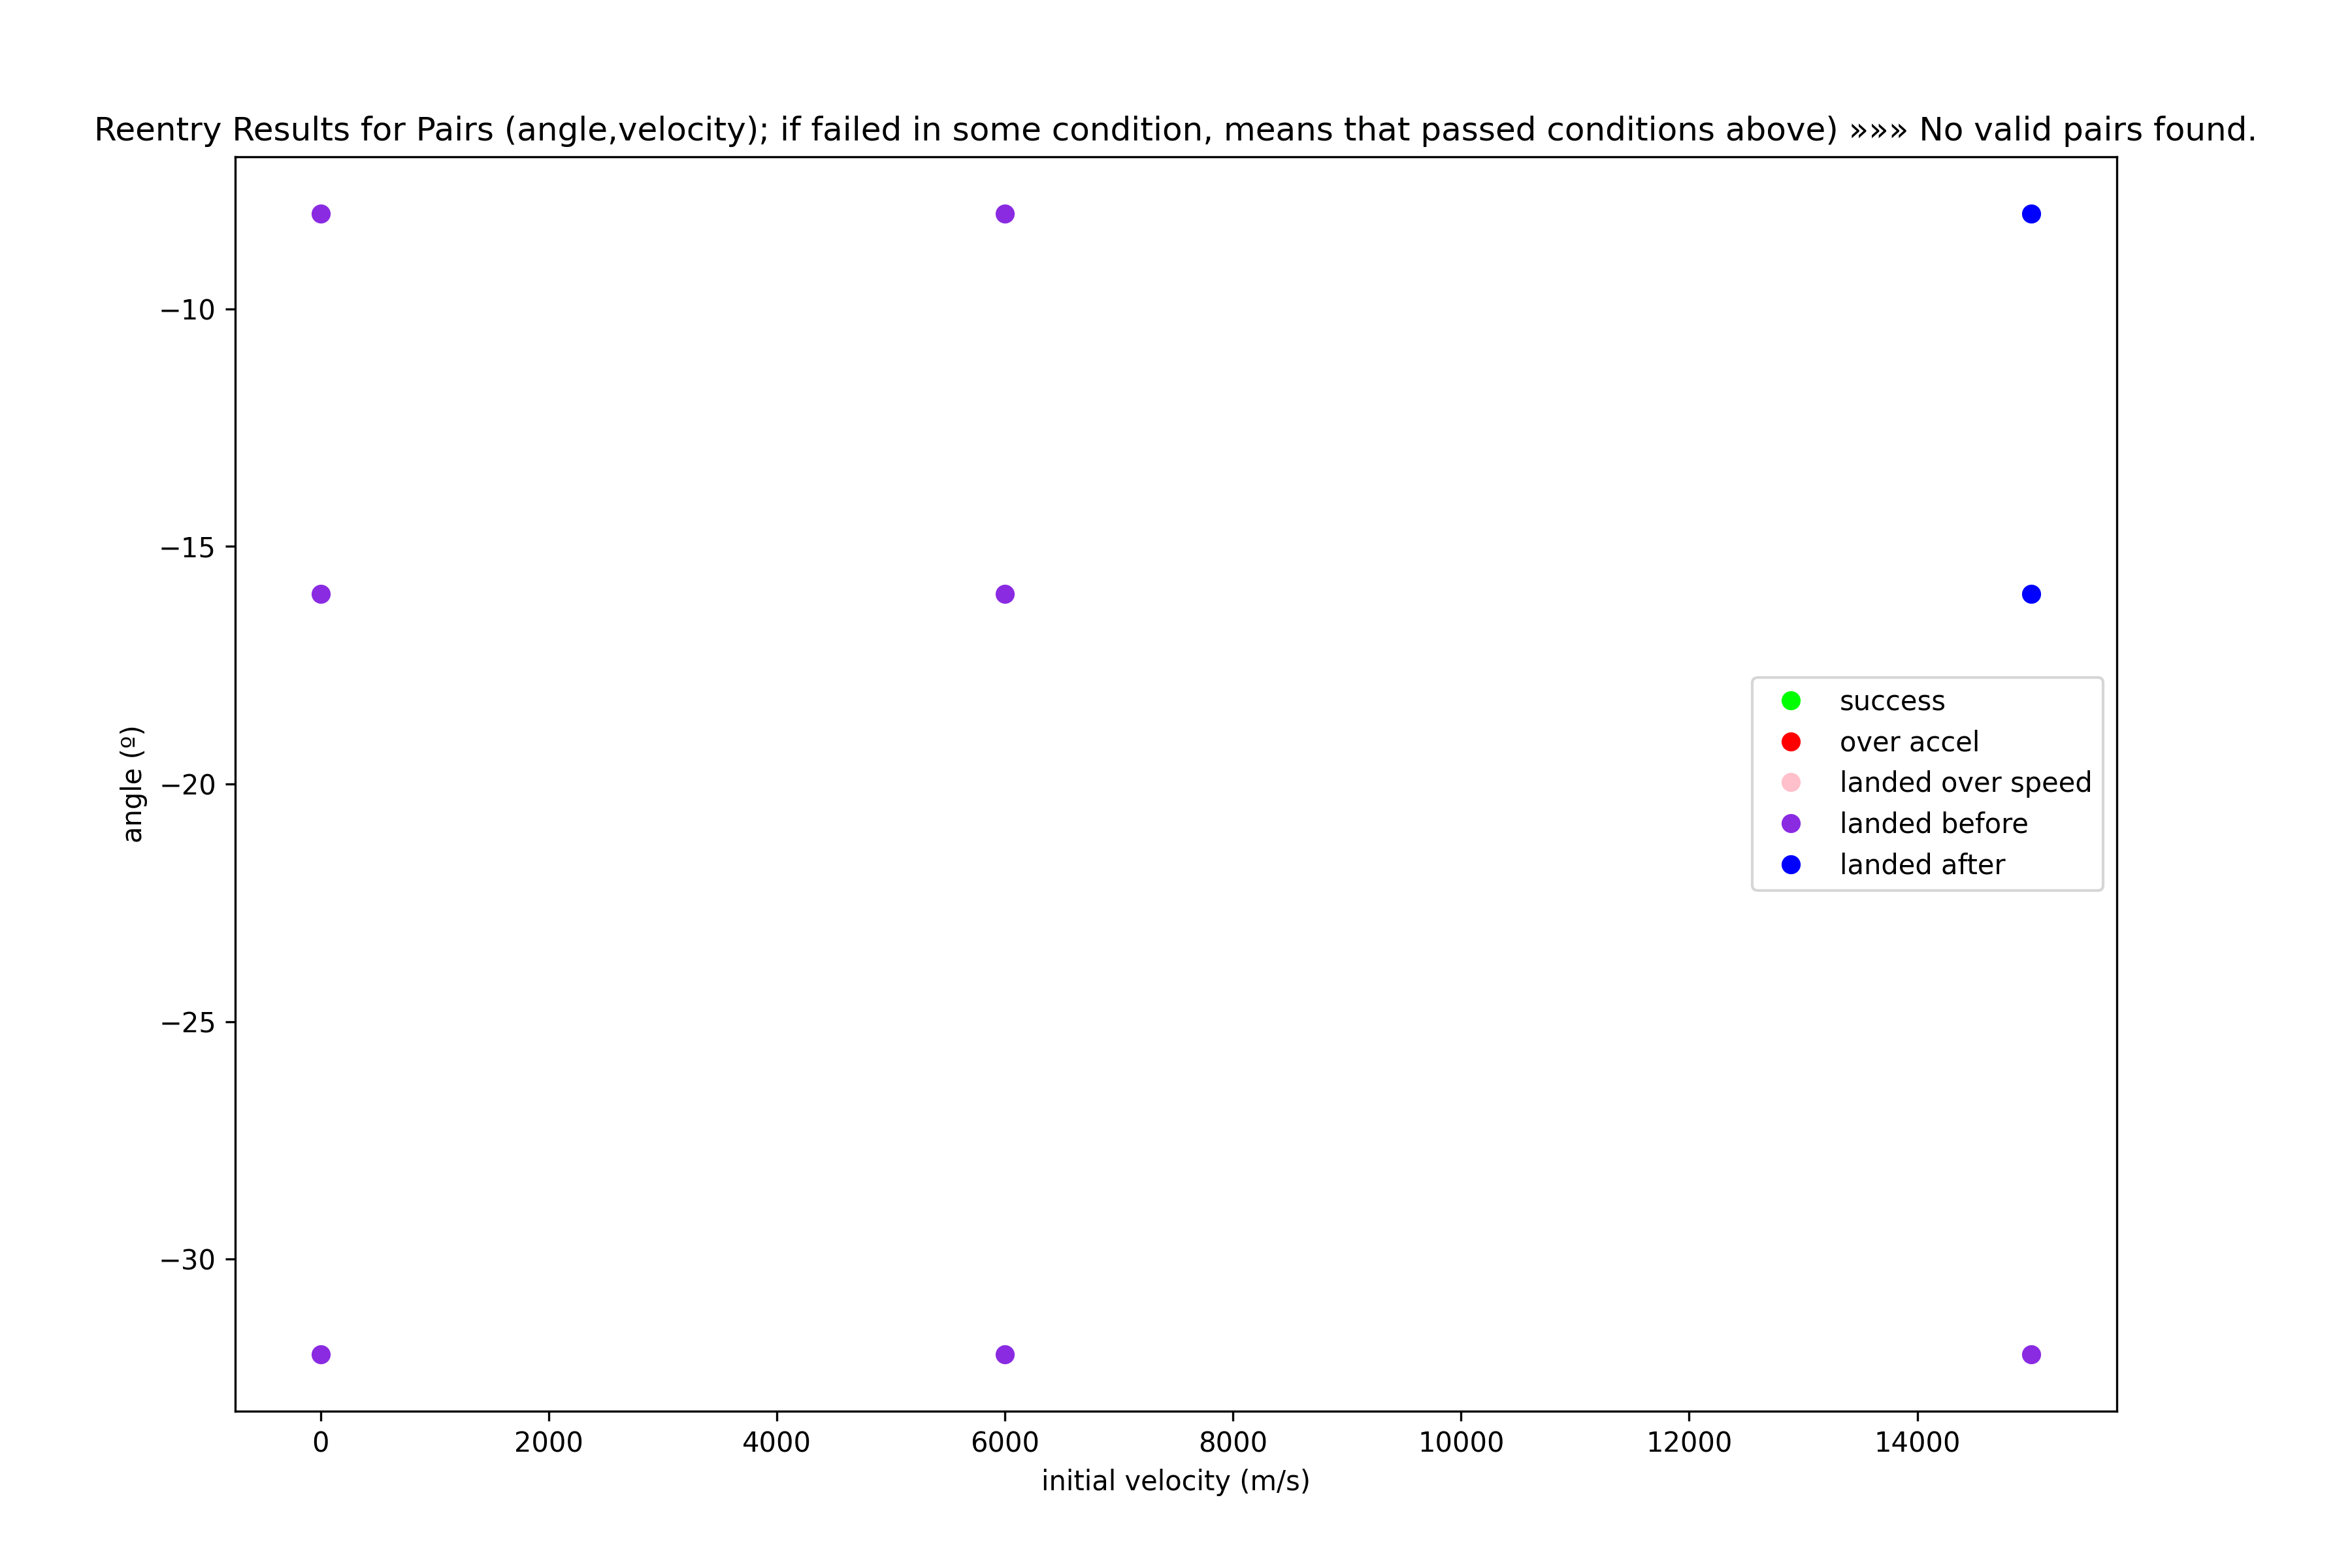 Reentry Results for Pairs (angle,velocity); if failed in some condition, means that passed conditions above) »»» No valid pairs found.
−10
−15
−20
−25
−30
angle (º)
success
over accel
landed over speed
landed before
landed after
0 2000 4000 6000 8000 10000 12000 14000
initial velocity (m/s)